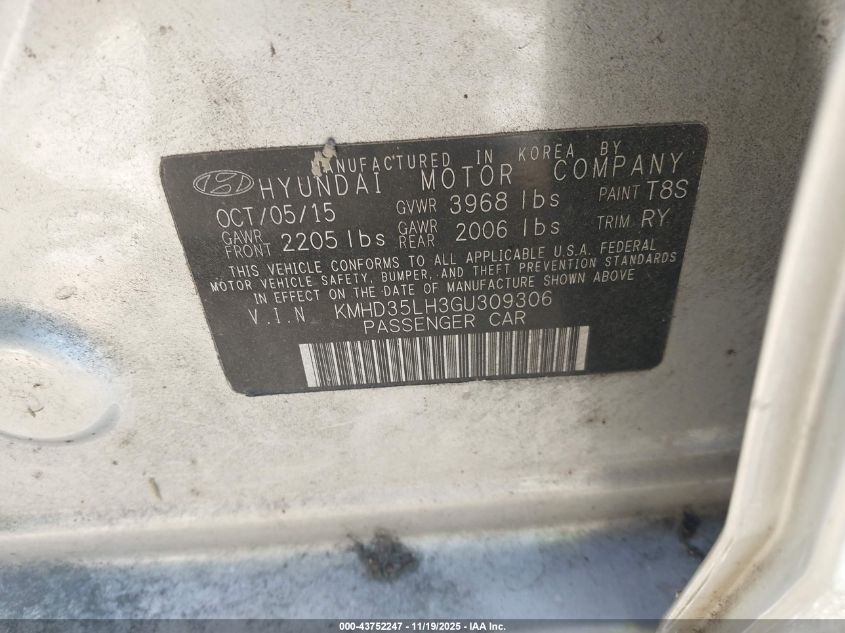 MANUFACTURED IN KOREA BY
HYUNDAI MOTOR COMPANY
OCT/05/15 GVWR 3968 lbs PAINT T8S
GAWR FRONT 2205 lbs GAWR REAR 2006 lbs TRIM RY
THIS VEHICLE CONFORMS TO ALL APPLICABLE U.S.A. FEDERAL
MOTOR VEHICLE SAFETY, BUMPER, AND THEFT PREVENTION STANDARDS
IN EFFECT ON THE DATE OF MANUFACTURE SHOWN ABOVE
V.I.N KMHD35LH3GU309306
PASSENGER CAR
000-43752247 - 11/19/2025 - IAA Inc.